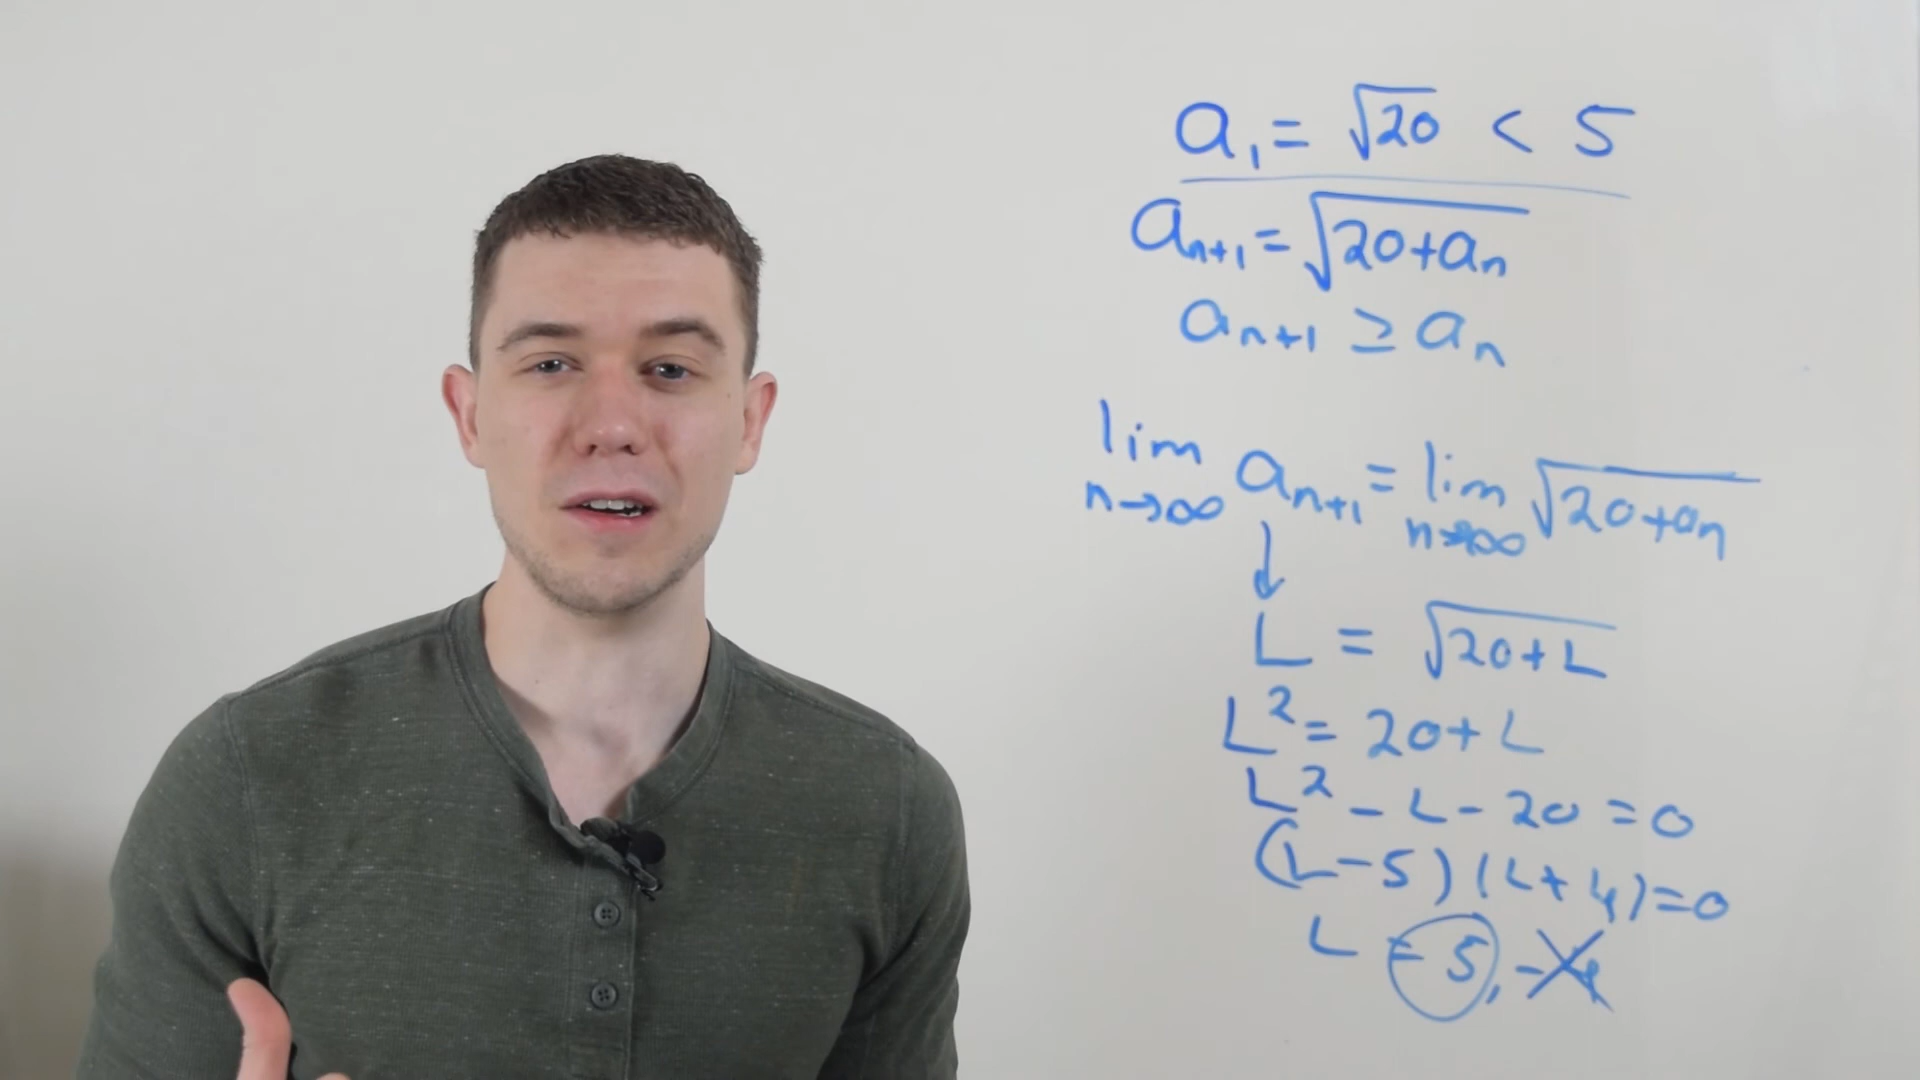 a₁ = √20 < 5
aₙ₊₁ = √20+aₙ
aₙ₊₁ ≥ aₙ
lim n→∞ aₙ₊₁ = lim n→∞ √20+aₙ
↓
L = √20+L
L² = 20+L
L² - L - 20 = 0
(L-5)(L+4)=0
L = 5, -4